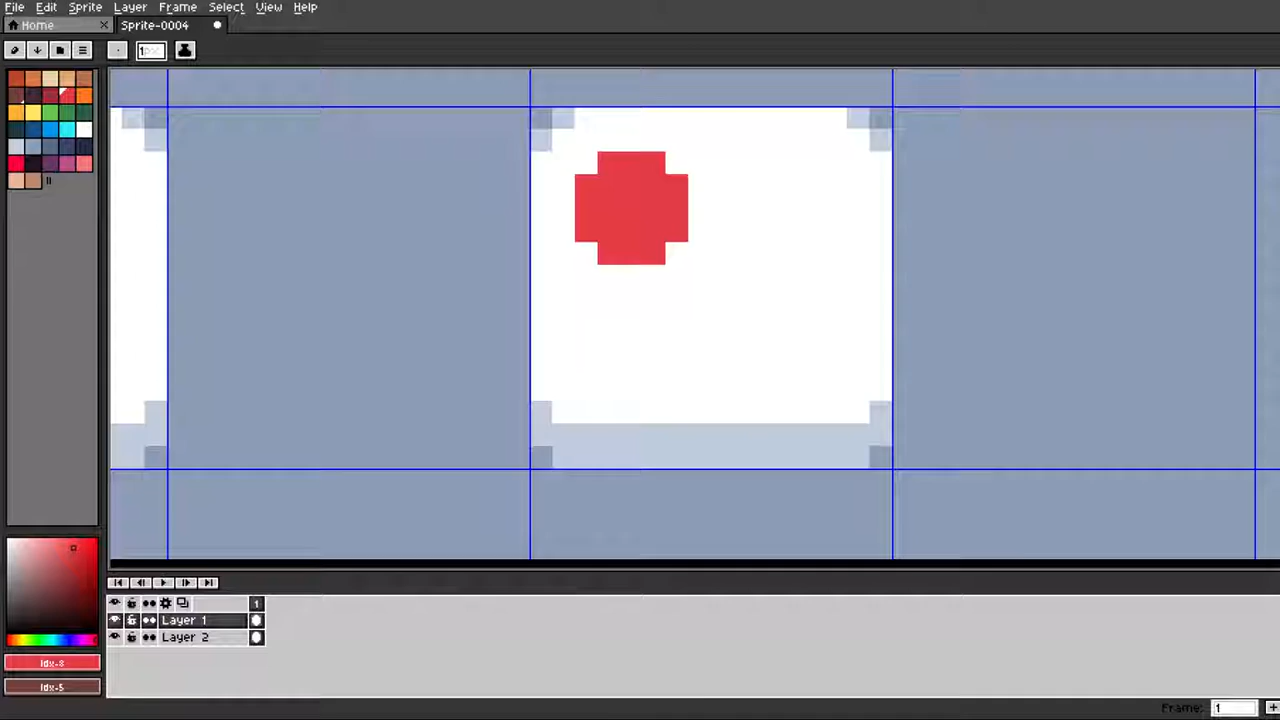 File Edit Sprite Layer Frame Select View Help
Home Sprite-0004
1px
Idx-8
Idx-5
1
Layer 1
Layer 2
Frame: 1 +